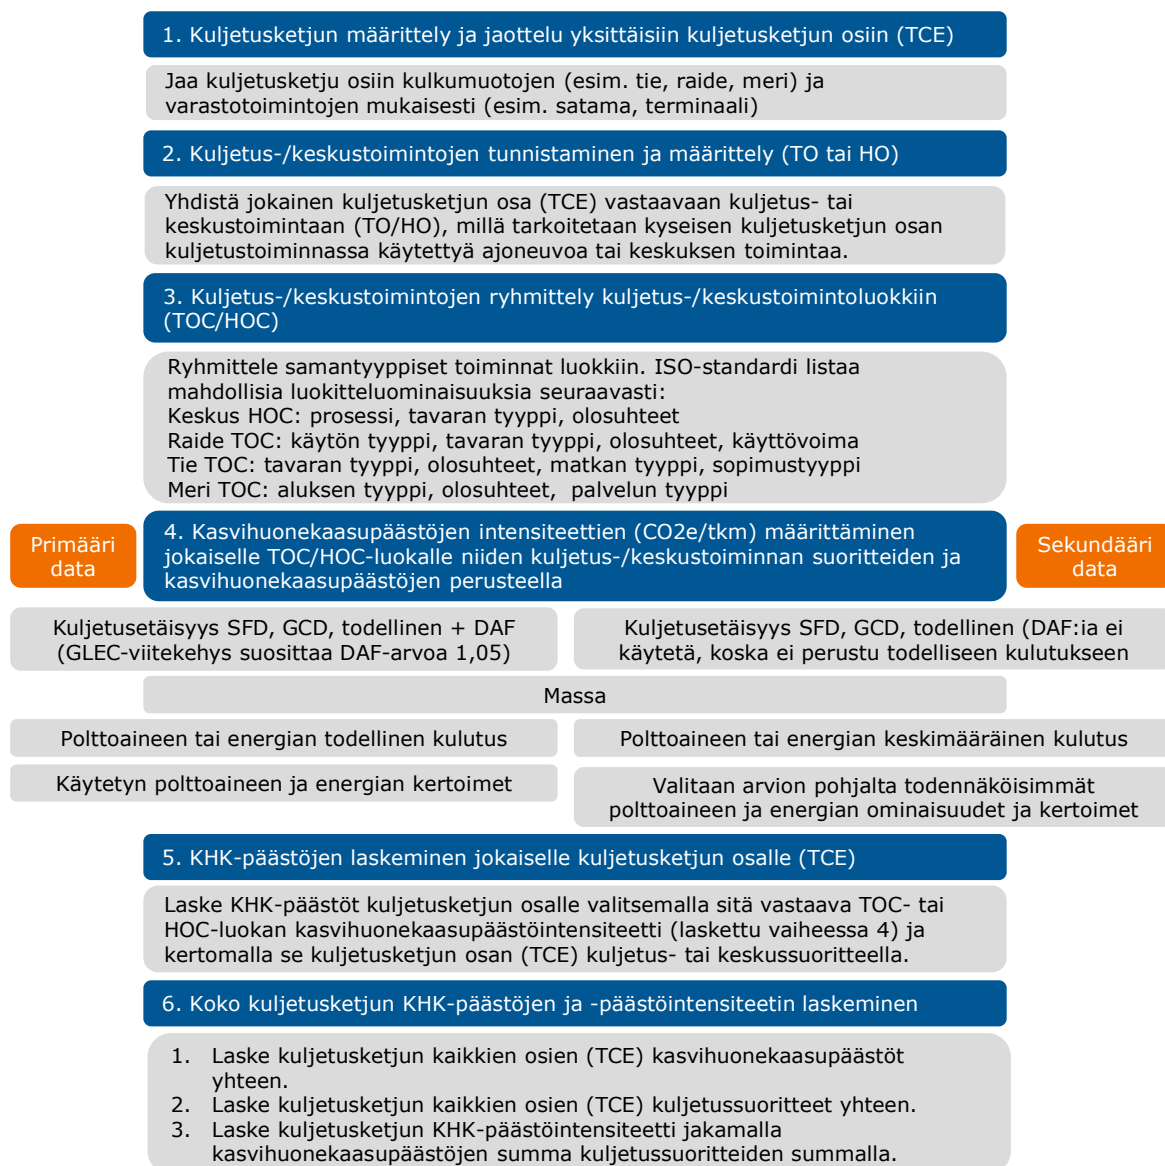 1. Kuljetusketjun määrittely ja jaottelu yksittäisiin kuljetusketjun osiin (TCE)
Jaa kuljetusketju osiin kulkumuotojen (esim. tie, raide, meri) ja
varastotoimintojen mukaisesti (esim. satama, terminaali)
2. Kuljetus-/keskustoimintojen tunnistaminen ja määrittely (TO tai HO)
Yhdistä jokainen kuljetusketjun osa (TCE) vastaavaan kuljetus- tai
keskustoimintaan (TO/HO), millä tarkoitetaan kyseisen kuljetusketjun osan
kuljetustoiminnassa käytettyä ajoneuvoa tai keskuksen toimintaa.
3. Kuljetus-/keskustoimintojen ryhmittely kuljetus-/keskustoimintoluokkiin
(TOC/HOC)
Ryhmittele samantyyppiset toiminnat luokkiin. ISO-standardi listaa
mahdollisia luokitteluominaisuuksia seuraavasti:
Keskus HOC: prosessi, tavaran tyyppi, olosuhteet
Raide TOC: käytön tyyppi, tavaran tyyppi, olosuhteet, käyttövoima
Tie TOC: tavaran tyyppi, olosuhteet, matkan tyyppi, sopimustyyppi
Meri TOC: aluksen tyyppi, olosuhteet, palvelun tyyppi
Primääri
data
4. Kasvihuonekaasupäästöjen intensiteettien (CO2e/tkm) määrittäminen
jokaiselle TOC/HOC-luokalle niiden kuljetus-/keskustoiminnan suoritteiden ja
kasvihuonekaasupäästöjen perusteella
Sekundääri
data
Kuljetusetäisyys SFD, GCD, todellinen + DAF
(GLEC-viitekehys suosittaa DAF-arvoa 1,05)
Kuljetusetäisyys SFD, GCD, todellinen (DAF:ia ei
käytetä, koska ei perustu todelliseen kulutukseen
Massa
Polttoaineen tai energian todellinen kulutus
Polttoaineen tai energian keskimääräinen kulutus
Käytetyn polttoaineen ja energian kertoimet
Valitaan arvion pohjalta todennäköisimmät
polttoaineen ja energian ominaisuudet ja kertoimet
5. KHK-päästöjen laskeminen jokaiselle kuljetusketjun osalle (TCE)
Laske KHK-päästöt kuljetusketjun osalle valitsemalla sitä vastaava TOC- tai
HOC-luokan kasvihuonekaasupäästöintensiteetti (laskettu vaiheessa 4) ja
kertomalla se kuljetusketjun osan (TCE) kuljetus- tai keskussuoritteella.
6. Koko kuljetusketjun KHK-päästöjen ja -päästöintensiteetin laskeminen
1. Laske kuljetusketjun kaikkien osien (TCE) kasvihuonekaasupäästöt
yhteen.
2. Laske kuljetusketjun kaikkien osien (TCE) kuljetussuoritteet yhteen.
3. Laske kuljetusketjun KHK-päästöintensiteetti jakamalla
kasvihuonekaasupäästöjen summa kuljetussuoritteiden summalla.